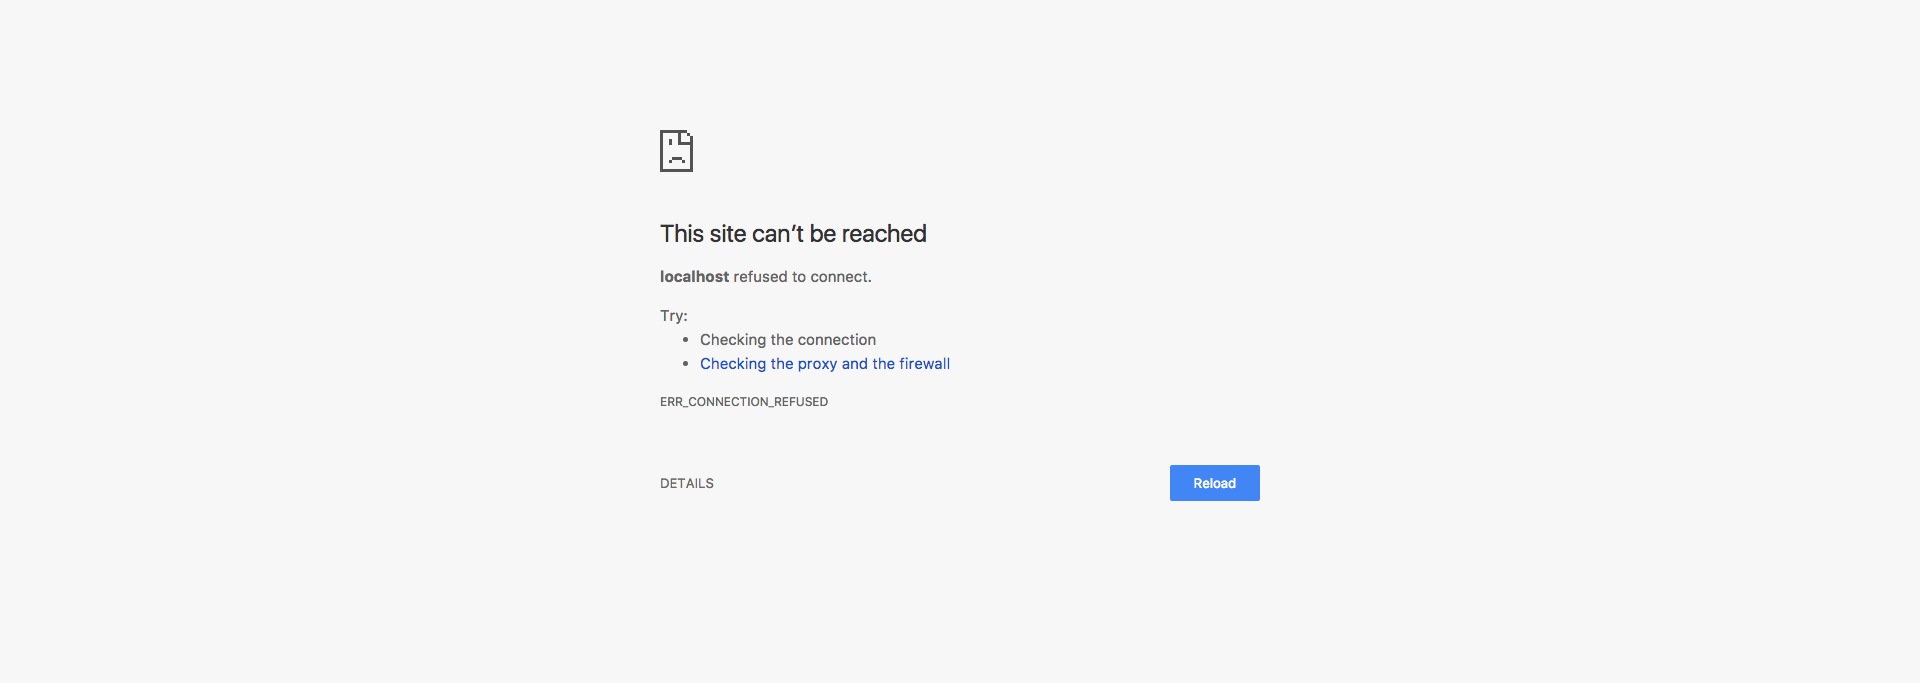 This site can’t be reached
localhost refused to connect.
Try:
• Checking the connection
• Checking the proxy and the firewall
ERR_CONNECTION_REFUSED
DETAILS
Reload